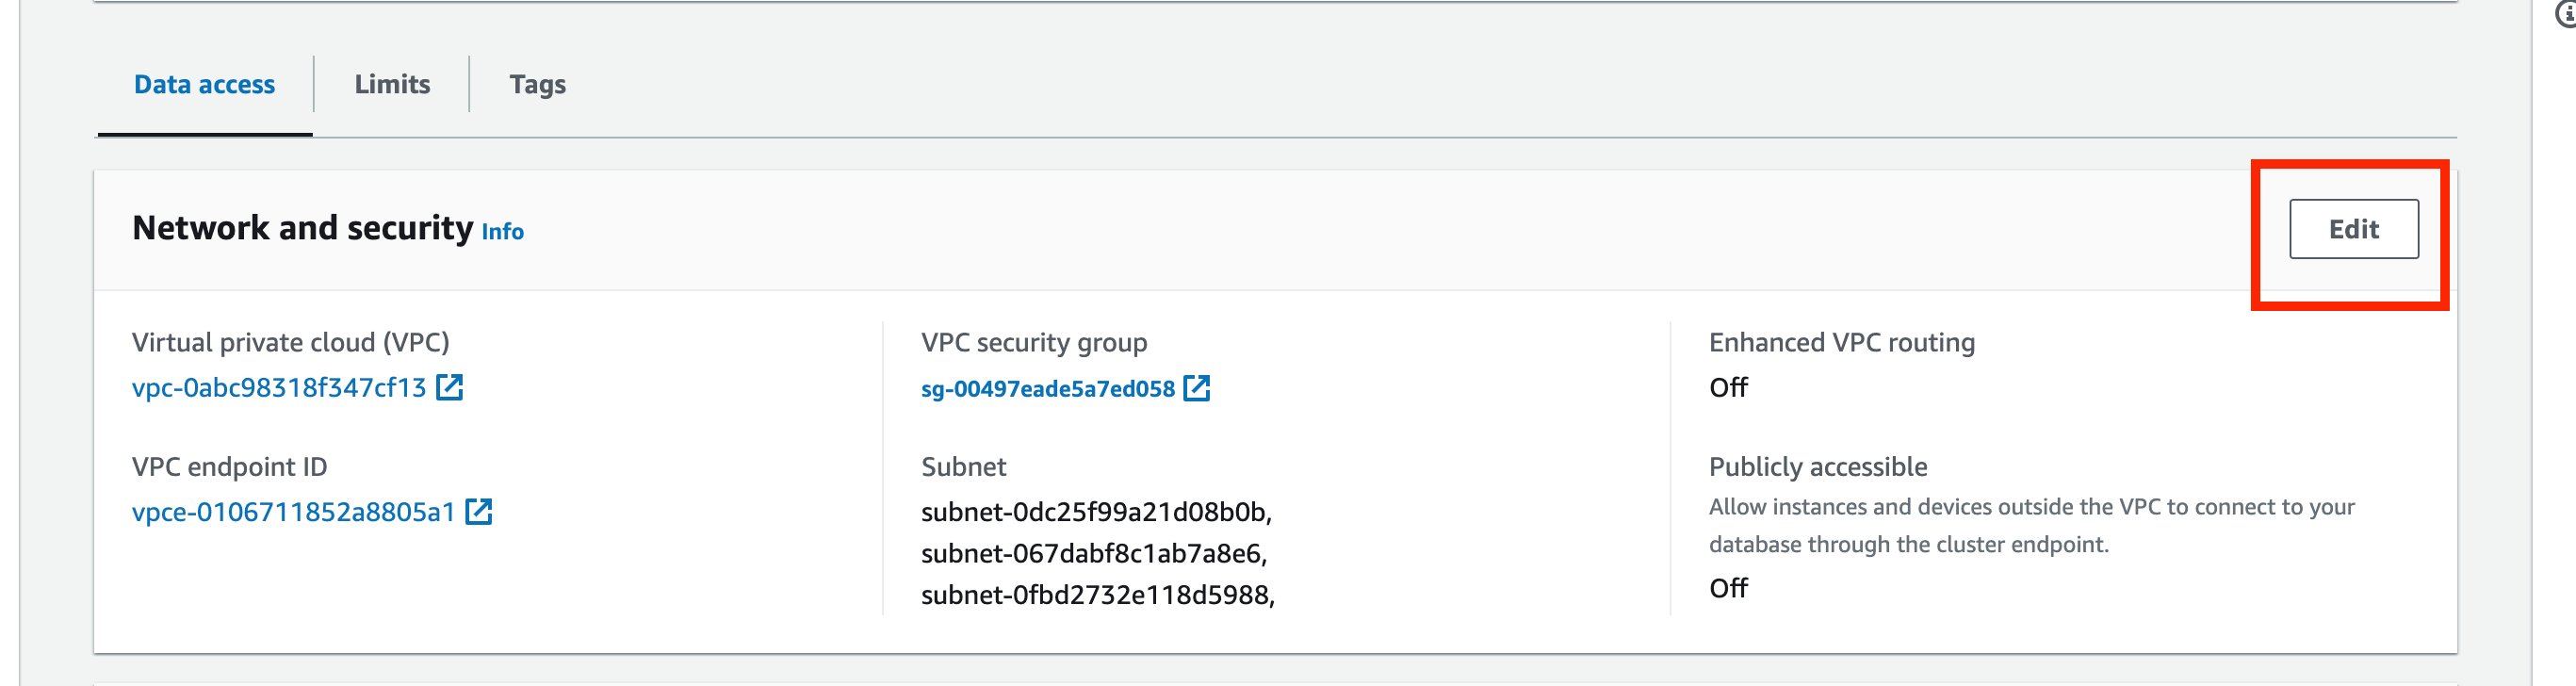 Data access
Limits
Tags
Network and security Info
Edit
Virtual private cloud (VPC)
vpc-0abc98318f347cf13
VPC endpoint ID
vpce-0106711852a8805a1
VPC security group
sg-00497eade5a7ed058
Subnet
subnet-0dc25f99a21d08b0b,
subnet-067dabf8c1ab7a8e6,
subnet-0fbd2732e118d5988,
Enhanced VPC routing
Off
Publicly accessible
Allow instances and devices outside the VPC to connect to your
database through the cluster endpoint.
Off